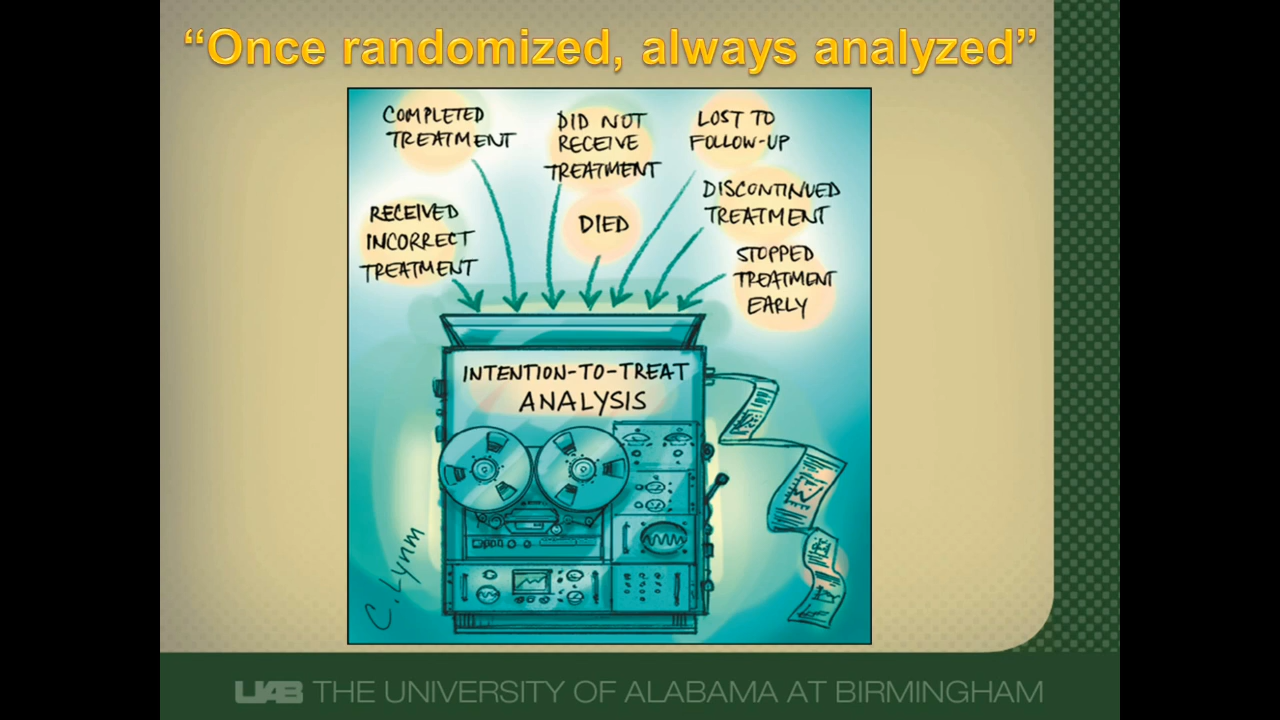 “Once randomized, always analyzed”
COMPLETED
TREATMENT
DID NOT
RECEIVE
TREATMENT
LOST TO
FOLLOW-UP
RECEIVED
INCORRECT
TREATMENT
DIED
DISCONTINUED
TREATMENT
STOPPED
TREATMENT
EARLY
INTENTION-TO-TREAT
ANALYSIS
C. Lynm
UAB THE UNIVERSITY OF ALABAMA AT BIRMINGHAM